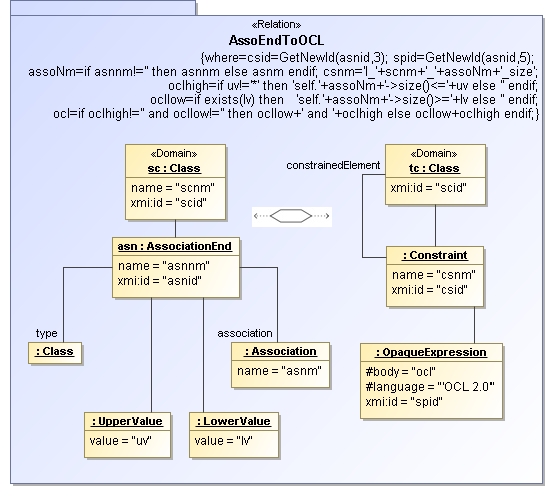 «Relation»
AssoEndToOCL
{where=csid=GetNewId(asnid,3); spid=GetNewId(asnid,5);
assoNm=if asnnm!='' then asnnm else asnm endif; csnm='I_'+scnm+'_'+assoNm+'_size';
oclhigh=if uv!='*' then 'self.'+assoNm+'->size()<='+uv else '' endif;
ocllow=if exists(lv) then 'self.'+assoNm+'->size()>='+lv else '' endif;
ocl=if oclhigh!='' and ocllow!='' then ocllow+' and '+oclhigh else ocllow+oclhigh endif;}
«Domain»
sc : Class
name = "scnm"
xmi:id = "scid"
constrainedElement
«Domain»
tc : Class
xmi:id = "scid"
asn : AssociationEnd
name = "asnnm"
xmi:id = "asnid"
: Constraint
name = "csnm"
xmi:id = "csid"
type
: Class
association
: Association
name = "asnm"
: OpaqueExpression
#body = "ocl"
#language = "'OCL 2.0'"
xmi:id = "spid"
: UpperValue
value = "uv"
: LowerValue
value = "lv"